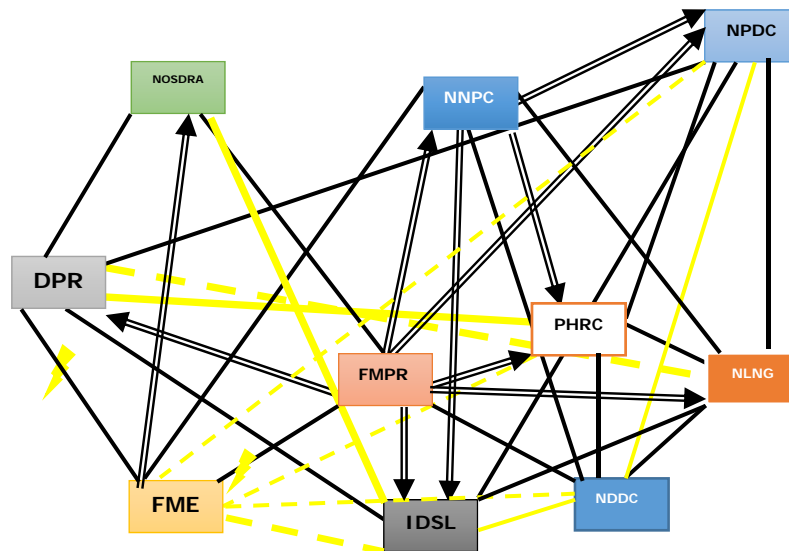 NPDC
NOSDRA
NNPC
DPR
PHRC
FMPR
NLNG
FME
IDSL
NDDC